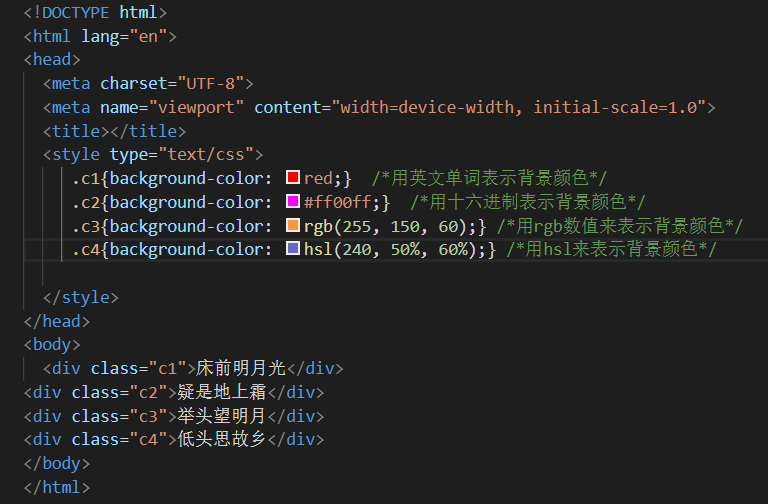 <!DOCTYPE html>
<html lang="en">
<head>
<meta charset="UTF-8">
<meta name="viewport" content="width=device-width, initial-scale=1.0">
<title></title>
<style type="text/css">
.c1{background-color: red;}  /*用英文单词表示背景颜色*/
.c2{background-color: #ff00ff;}  /*用十六进制表示背景颜色*/
.c3{background-color: rgb(255, 150, 60);} /*用rgb数值来表示背景颜色*/
.c4{background-color: hsl(240, 50%, 60%);} /*用hsl来表示背景颜色*/
</style>
</head>
<body>
<div class="c1">床前明月光</div>
<div class="c2">疑是地上霜</div>
<div class="c3">举头望明月</div>
<div class="c4">低头思故乡</div>
</body>
</html>